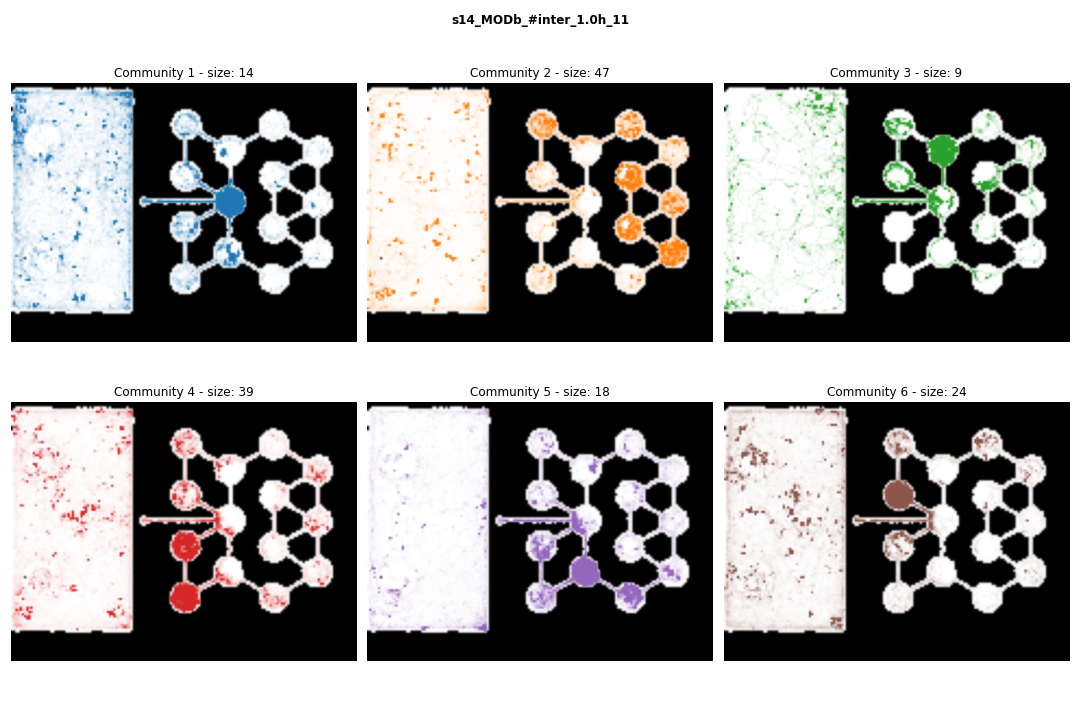 s14_MODb_#inter_1.0h_11
Community 1 - size: 14
Community 2 - size: 47
Community 3 - size: 9
Community 4 - size: 39
Community 5 - size: 18
Community 6 - size: 24